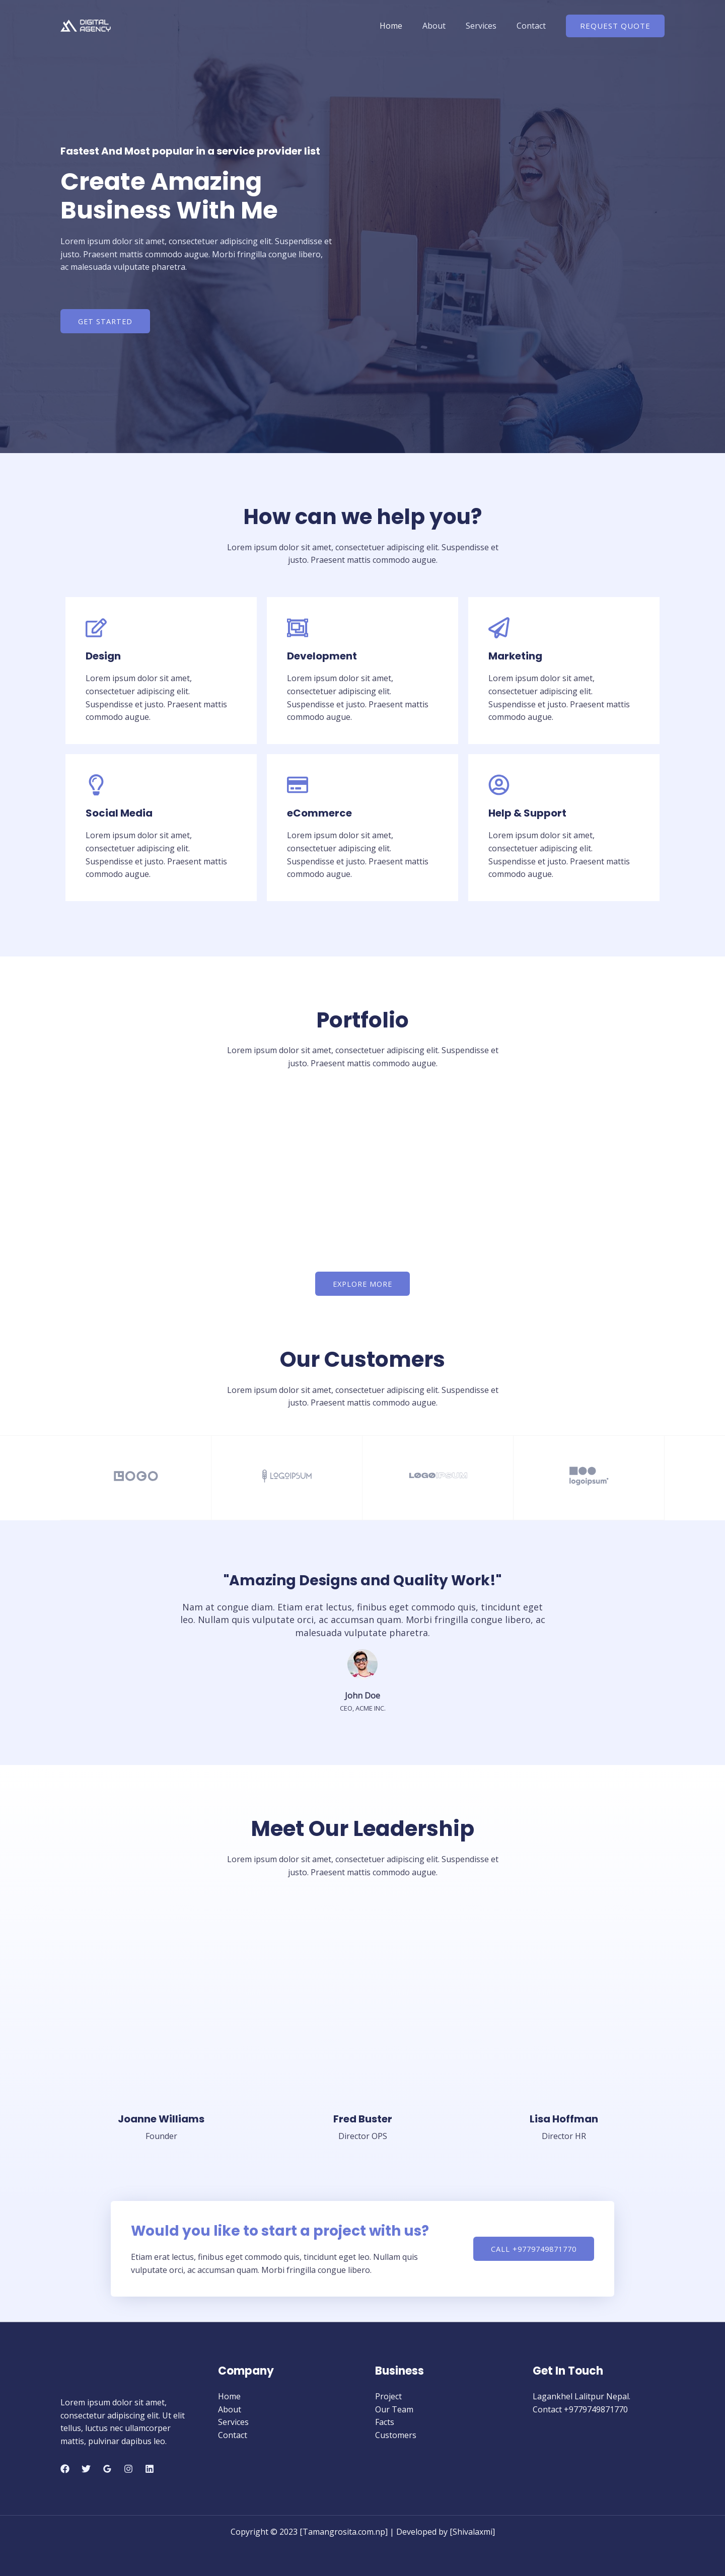 DIGITAL
AGENCY
Home About Services Contact REQUEST QUOTE
Fastest And Most popular in a service provider list
Create Amazing
Business With Me
Lorem ipsum dolor sit amet, consectetuer adipiscing elit. Suspendisse et
justo. Praesent mattis commodo augue. Morbi fringilla congue libero,
ac malesuada vulputate pharetra.
GET STARTED
How can we help you?
Lorem ipsum dolor sit amet, consectetuer adipiscing elit. Suspendisse et
justo. Praesent mattis commodo augue.
Design
Lorem ipsum dolor sit amet,
consectetuer adipiscing elit.
Suspendisse et justo. Praesent mattis
commodo augue.
Development
Lorem ipsum dolor sit amet,
consectetuer adipiscing elit.
Suspendisse et justo. Praesent mattis
commodo augue.
Marketing
Lorem ipsum dolor sit amet,
consectetuer adipiscing elit.
Suspendisse et justo. Praesent mattis
commodo augue.
Social Media
Lorem ipsum dolor sit amet,
consectetuer adipiscing elit.
Suspendisse et justo. Praesent mattis
commodo augue.
eCommerce
Lorem ipsum dolor sit amet,
consectetuer adipiscing elit.
Suspendisse et justo. Praesent mattis
commodo augue.
Help & Support
Lorem ipsum dolor sit amet,
consectetuer adipiscing elit.
Suspendisse et justo. Praesent mattis
commodo augue.
Portfolio
Lorem ipsum dolor sit amet, consectetuer adipiscing elit. Suspendisse et
justo. Praesent mattis commodo augue.
EXPLORE MORE
Our Customers
Lorem ipsum dolor sit amet, consectetuer adipiscing elit. Suspendisse et
justo. Praesent mattis commodo augue.
LOGO LOGOIPSUM LOGOIPSUM logoipsum
"Amazing Designs and Quality Work!"
Nam at congue diam. Etiam erat lectus, finibus eget commodo quis, tincidunt eget
leo. Nullam quis vulputate orci, ac accumsan quam. Morbi fringilla congue libero, ac
malesuada vulputate pharetra.
John Doe
CEO, ACME INC.
Meet Our Leadership
Lorem ipsum dolor sit amet, consectetuer adipiscing elit. Suspendisse et
justo. Praesent mattis commodo augue.
Joanne Williams
Founder
Fred Buster
Director OPS
Lisa Hoffman
Director HR
Would you like to start a project with us?
Etiam erat lectus, finibus eget commodo quis, tincidunt eget leo. Nullam quis
vulputate orci, ac accumsan quam. Morbi fringilla congue libero.
CALL +9779749871770
Lorem ipsum dolor sit amet,
consectetur adipiscing elit. Ut elit
tellus, luctus nec ullamcorper
mattis, pulvinar dapibus leo.
Company
Home
About
Services
Contact
Business
Project
Our Team
Facts
Customers
Get In Touch
Lagankhel Lalitpur Nepal.
Contact +9779749871770
Copyright © 2023 [Tamangrosita.com.np] | Developed by [Shivalaxmi]